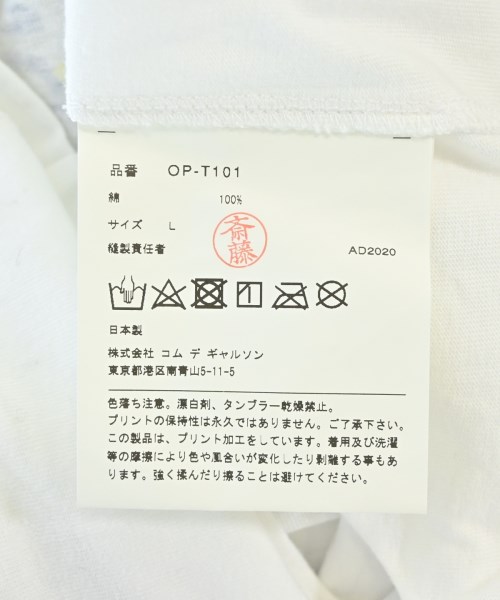 品番 OP-T101
綿 100%
サイズ L
縫製責任者 斎藤 AD2020
日本製
株式会社 コム デ ギャルソン
東京都港区南青山5-11-5
色落ち注意。漂白剤、タンブラー乾燥禁止。
プリントの保持性は永久ではありません。ご了承下さい。
この製品は、プリント加工をしています。着用及び洗濯
等の摩擦により色や風合いが変化したり剥離する事もあ
ります。強く揉んだり擦ることは避けてください。